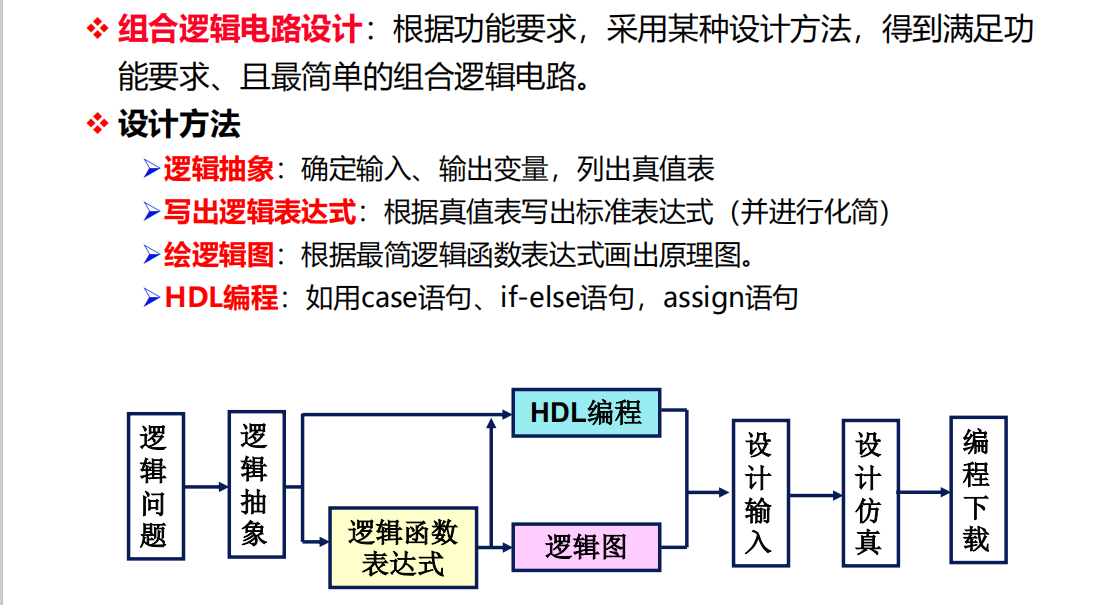 ❖ 组合逻辑电路设计：根据功能要求，采用某种设计方法，得到满足功
能要求、且最简单的组合逻辑电路。
❖ 设计方法
➢逻辑抽象：确定输入、输出变量，列出真值表
➢写出逻辑表达式：根据真值表写出标准表达式（并进行化简）
➢绘逻辑图：根据最简逻辑函数表达式画出原理图。
➢HDL编程：如用case语句、if-else语句，assign语句
逻辑问题
逻辑抽象
HDL编程
逻辑函数
表达式
逻辑图
设计输入
设计仿真
编程下载